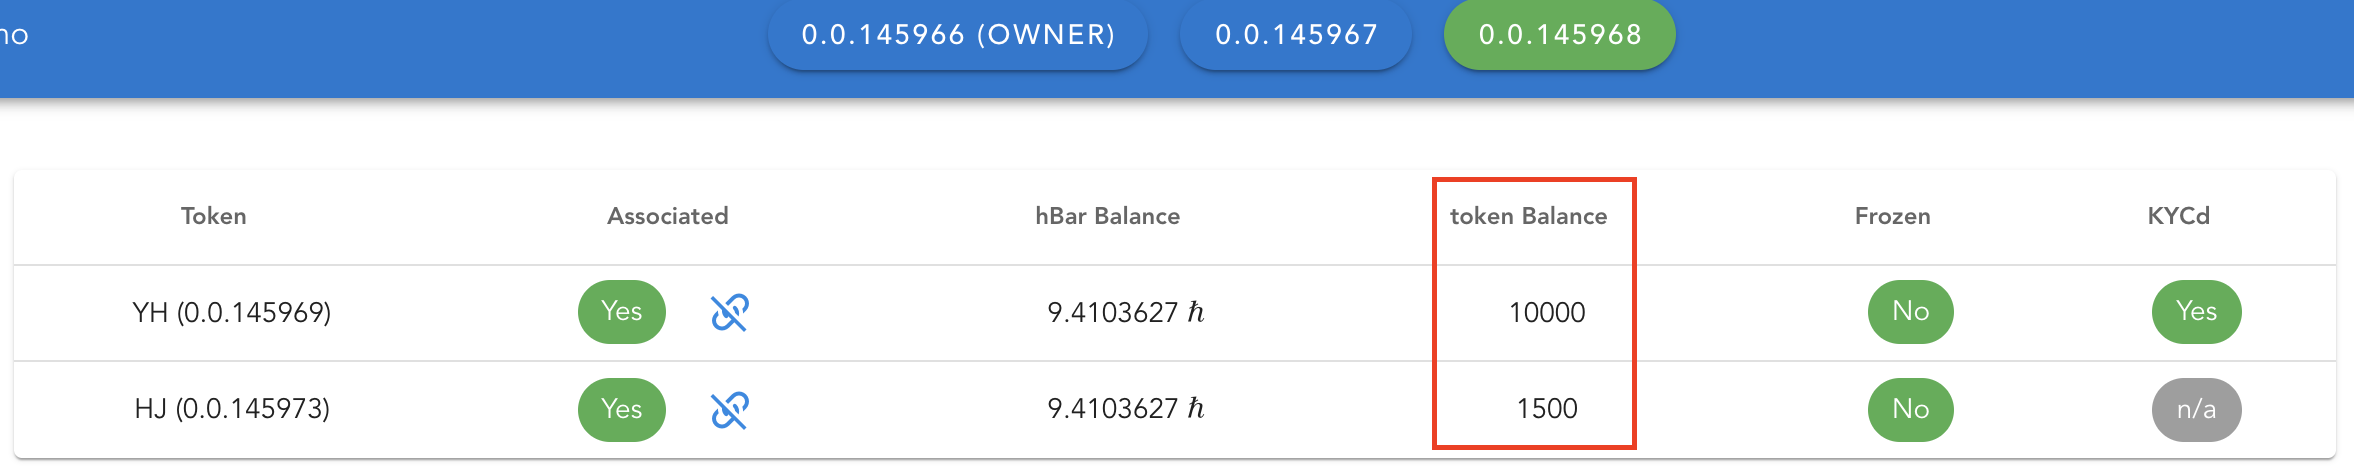 no 0.0.145966 (OWNER) 0.0.145967 0.0.145968
Token Associated hBar Balance token Balance Frozen KYCd
YH (0.0.145969) Yes 9.4103627 ℏ 10000 No Yes
HJ (0.0.145973) Yes 9.4103627 ℏ 1500 No n/a